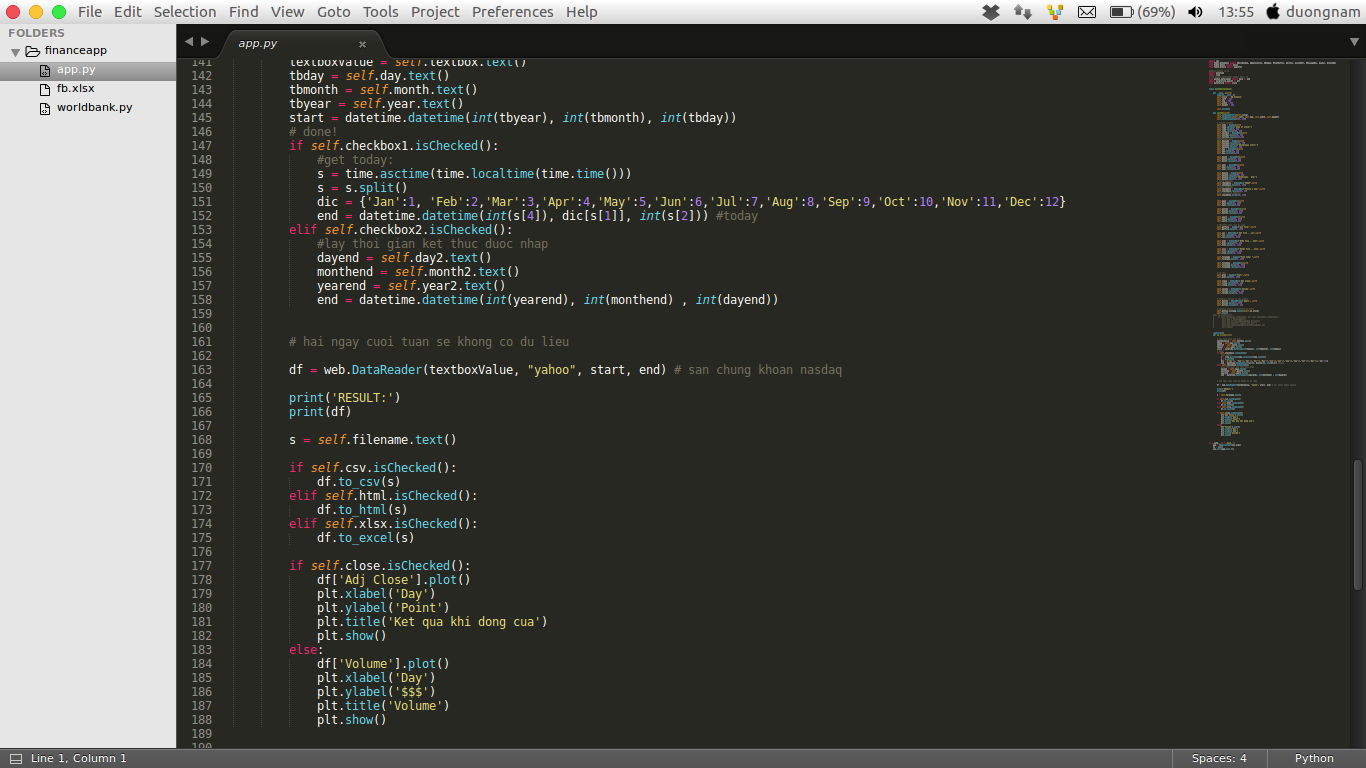 File Edit Selection Find View Goto Tools Project Preferences Help (69%) 13:55 duongnam
FOLDERS
financeapp
app.py
fb.xlsx
worldbank.py
app.py ×
141 textboxValue = self.textbox.text()
142 tbday = self.day.text()
143 tbmonth = self.month.text()
144 tbyear = self.year.text()
145 start = datetime.datetime(int(tbyear), int(tbmonth), int(tbday))
146 # done!
147 if self.checkbox1.isChecked():
148 #get today:
149 s = time.asctime(time.localtime(time.time()))
150 s = s.split()
151 dic = {'Jan':1, 'Feb':2,'Mar':3,'Apr':4,'May':5,'Jun':6,'Jul':7,'Aug':8,'Sep':9,'Oct':10,'Nov':11,'Dec':12}
152 end = datetime.datetime(int(s[4]), dic[s[1]], int(s[2])) #today
153 elif self.checkbox2.isChecked():
154 #lay thoi gian ket thuc duoc nhap
155 dayend = self.day2.text()
156 monthend = self.month2.text()
157 yearend = self.year2.text()
158 end = datetime.datetime(int(yearend), int(monthend) , int(dayend))
159
160
161 # hai ngay cuoi tuan se khong co du lieu
162
163 df = web.DataReader(textboxValue, "yahoo", start, end) # san chung khoan nasdaq
164
165 print('RESULT:')
166 print(df)
167
168 s = self.filename.text()
169
170 if self.csv.isChecked():
171 df.to_csv(s)
172 elif self.html.isChecked():
173 df.to_html(s)
174 elif self.xlsx.isChecked():
175 df.to_excel(s)
176
177 if self.close.isChecked():
178 df['Adj Close'].plot()
179 plt.xlabel('Day')
180 plt.ylabel('Point')
181 plt.title('Ket qua khi dong cua')
182 plt.show()
183 else:
184 df['Volume'].plot()
185 plt.xlabel('Day')
186 plt.ylabel('$$$')
187 plt.title('Volume')
188 plt.show()
189
190
Line 1, Column 1 Spaces: 4 Python